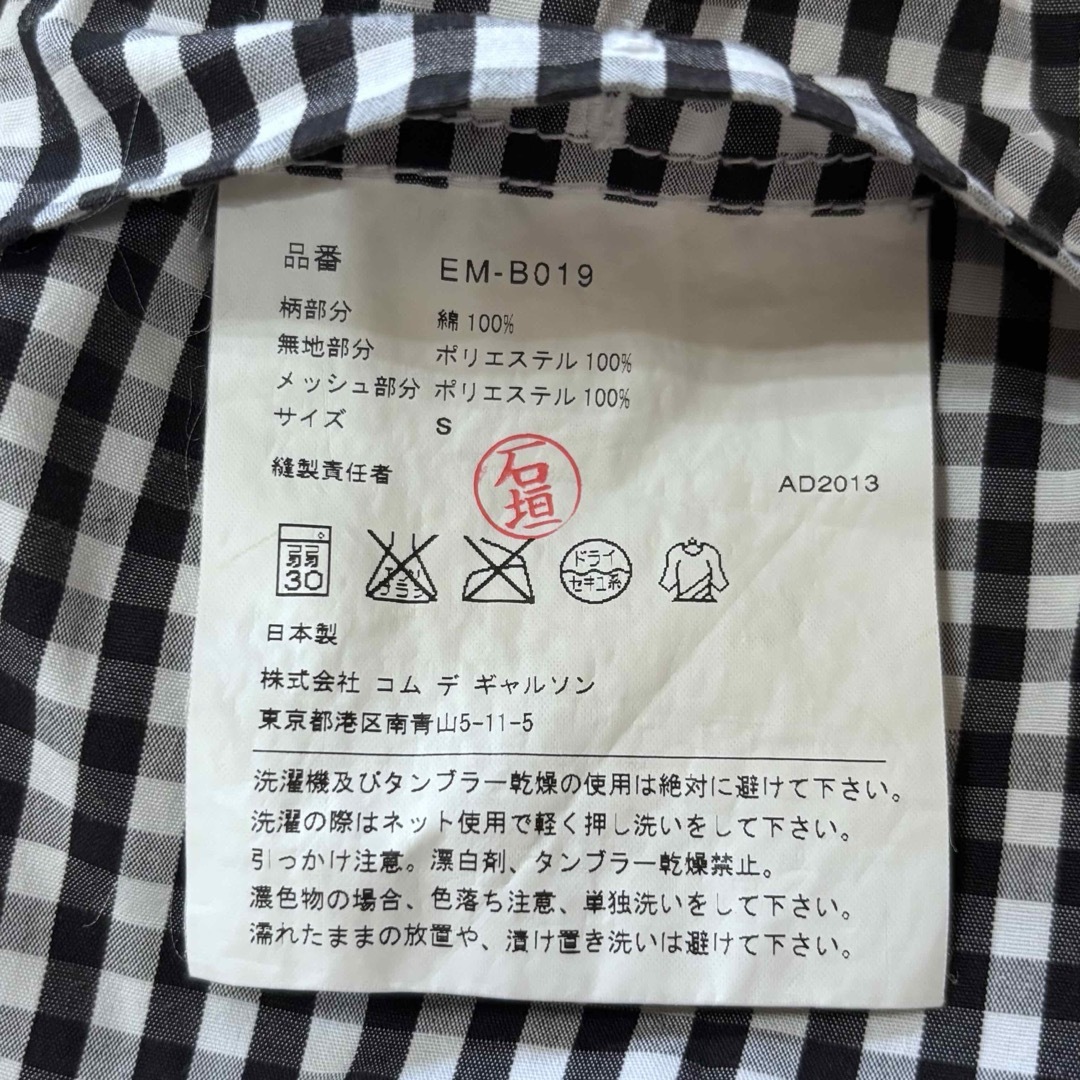 品番 EM-B019
柄部分 綿 100%
無地部分 ポリエステル 100%
メッシュ部分 ポリエステル 100%
サイズ S
縫製責任者 石垣 AD2013
弱 30 エンソ サラシ ドライ セキユ系
日本製
株式会社 コム デ ギャルソン
東京都港区南青山5-11-5
洗濯機及びタンブラー乾燥の使用は絶対に避けて下さい。
洗濯の際はネット使用で軽く押し洗いをして下さい。
引っかけ注意。漂白剤、タンブラー乾燥禁止。
濃色物の場合、色落ち注意、単独洗いをして下さい。
濡れたままの放置や、漬け置き洗いは避けて下さい。